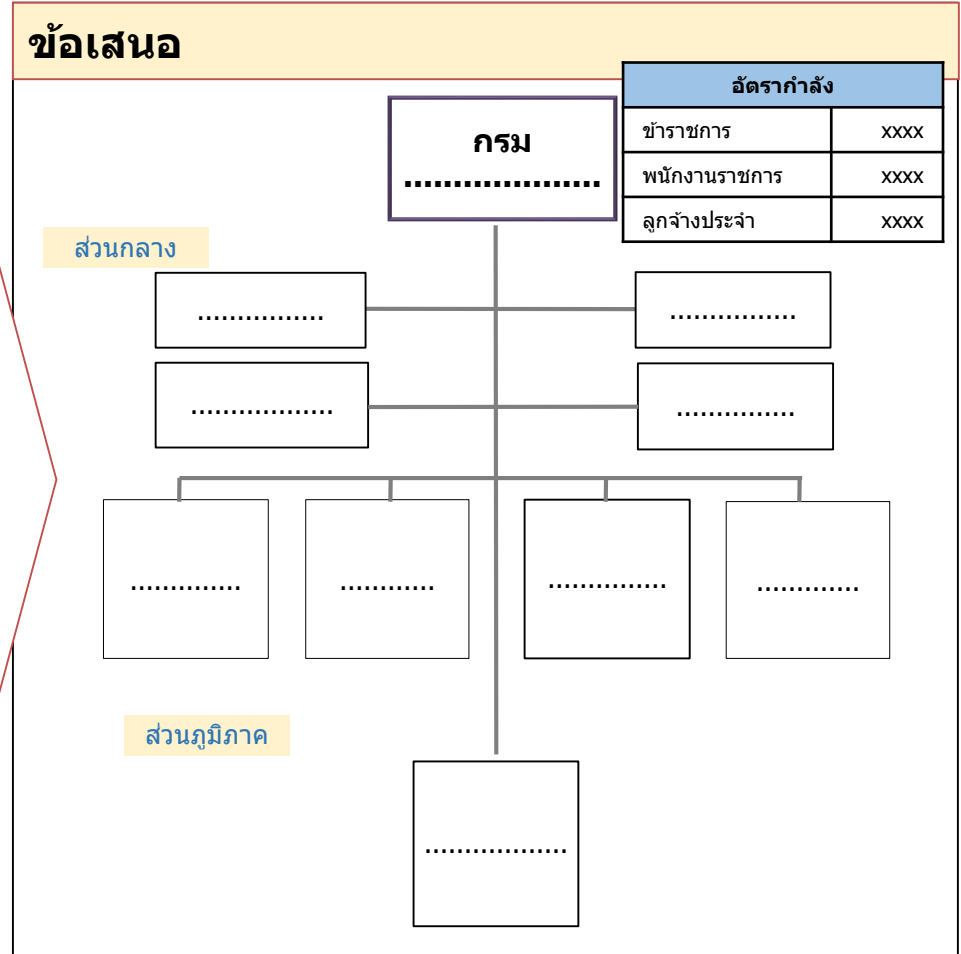 ข้อเสนอ
อัตรากำลัง
ข้าราชการ xxxx
พนักงานราชการ xxxx
ลูกจ้างประจำ xxxx
กรม
....................
ส่วนกลาง
................
................
..................
...............
..............
............
...............
.............
ส่วนภูมิภาค
..................